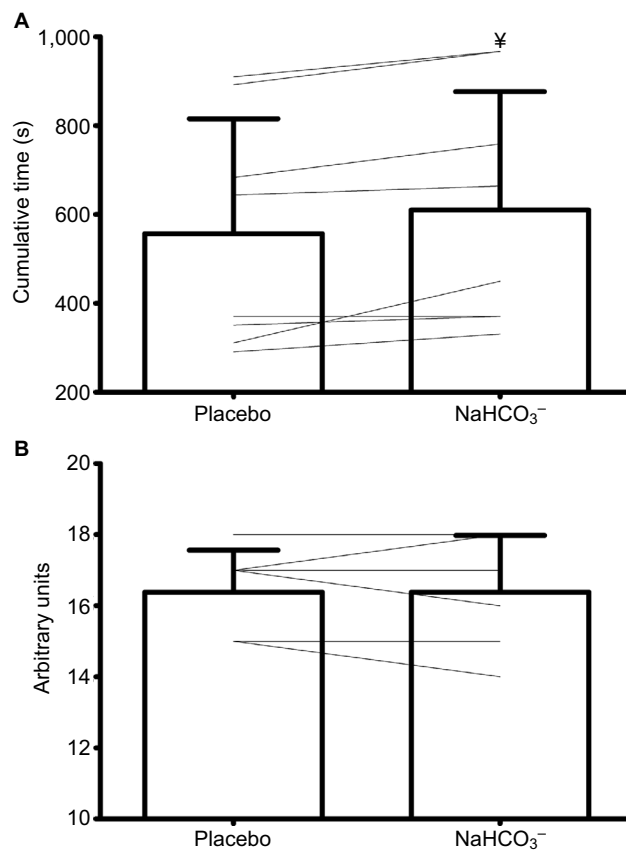 A
1,000
¥
800
600
400
200
Cumulative time (s)
Placebo
NaHCO₃⁻
B
20
18
16
14
12
10
Arbitrary units
Placebo
NaHCO₃⁻